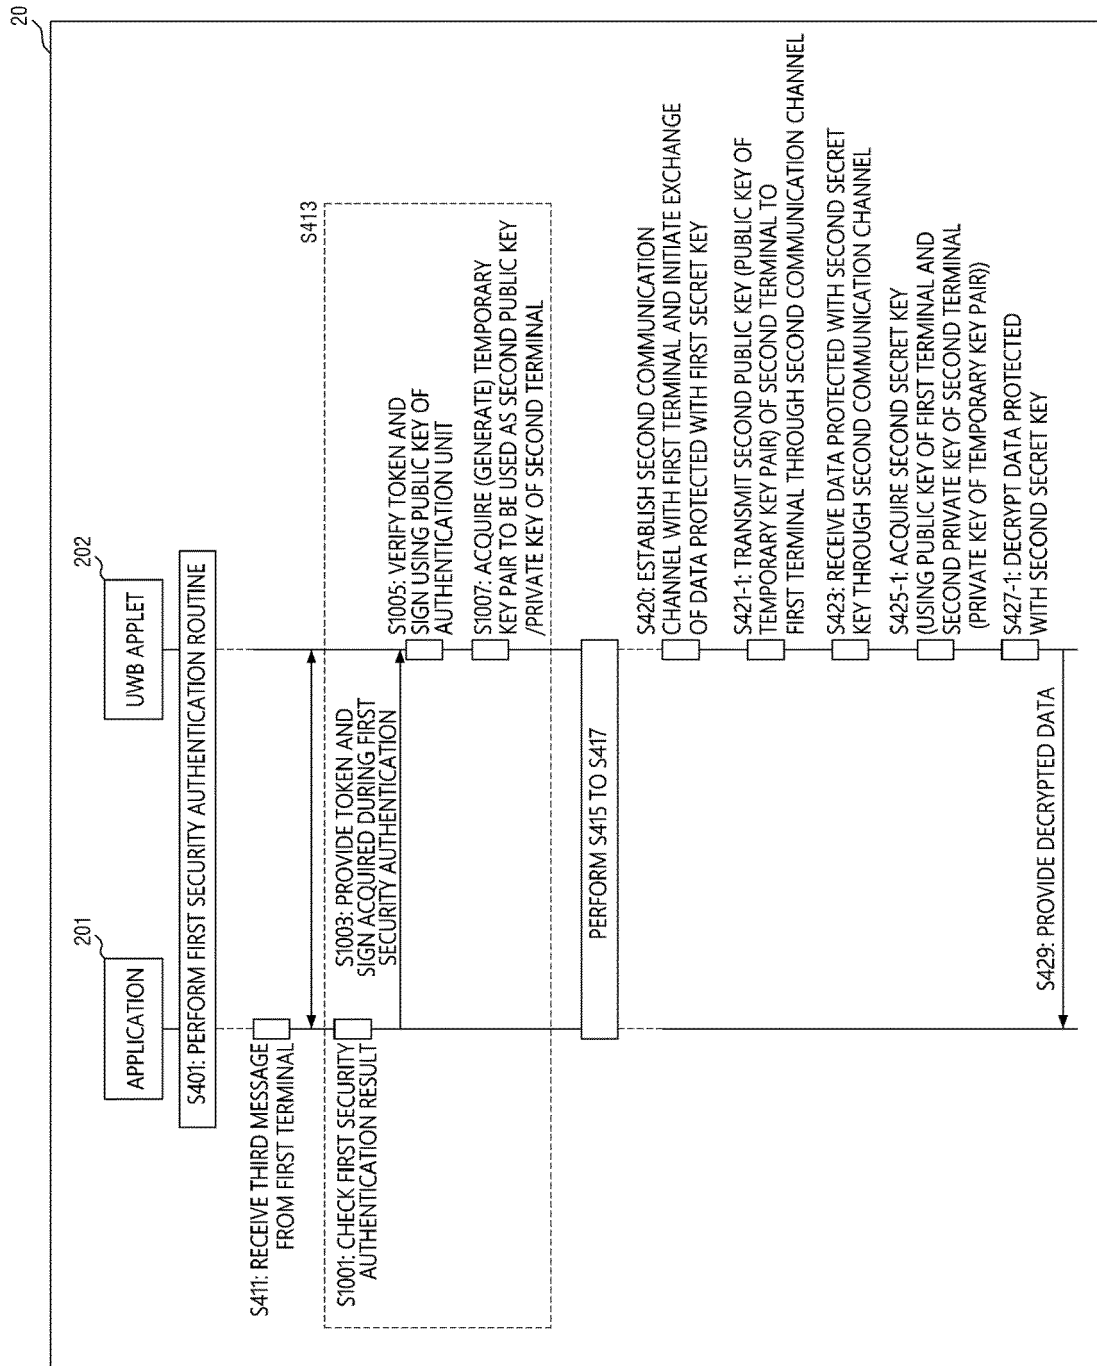 20
201
202
APPLICATION
UWB APPLET
S401: PERFORM FIRST SECURITY AUTHENTICATION ROUTINE
S411: RECEIVE THIRD MESSAGE
FROM FIRST TERMINAL
S413
S1001: CHECK FIRST SECURITY
AUTHENTICATION RESULT
S1003: PROVIDE TOKEN AND
SIGN ACQUIRED DURING FIRST
SECURITY AUTHENTICATION
S1005: VERIFY TOKEN AND
SIGN USING PUBLIC KEY OF
AUTHENTICATION UNIT
S1007: ACQUIRE (GENERATE) TEMPORARY
KEY PAIR TO BE USED AS SECOND PUBLIC KEY
/PRIVATE KEY OF SECOND TERMINAL
PERFORM S415 TO S417
S420: ESTABLISH SECOND COMMUNICATION
CHANNEL WITH FIRST TERMINAL AND INITIATE EXCHANGE
OF DATA PROTECTED WITH FIRST SECRET KEY
S421-1: TRANSMIT SECOND PUBLIC KEY (PUBLIC KEY OF
TEMPORARY KEY PAIR) OF SECOND TERMINAL TO
FIRST TERMINAL THROUGH SECOND COMMUNICATION CHANNEL
S423: RECEIVE DATA PROTECTED WITH SECOND SECRET
KEY THROUGH SECOND COMMUNICATION CHANNEL
S425-1: ACQUIRE SECOND SECRET KEY
(USING PUBLIC KEY OF FIRST TERMINAL AND
SECOND PRIVATE KEY OF SECOND TERMINAL
(PRIVATE KEY OF TEMPORARY KEY PAIR))
S427-1: DECRYPT DATA PROTECTED
WITH SECOND SECRET KEY
S429: PROVIDE DECRYPTED DATA